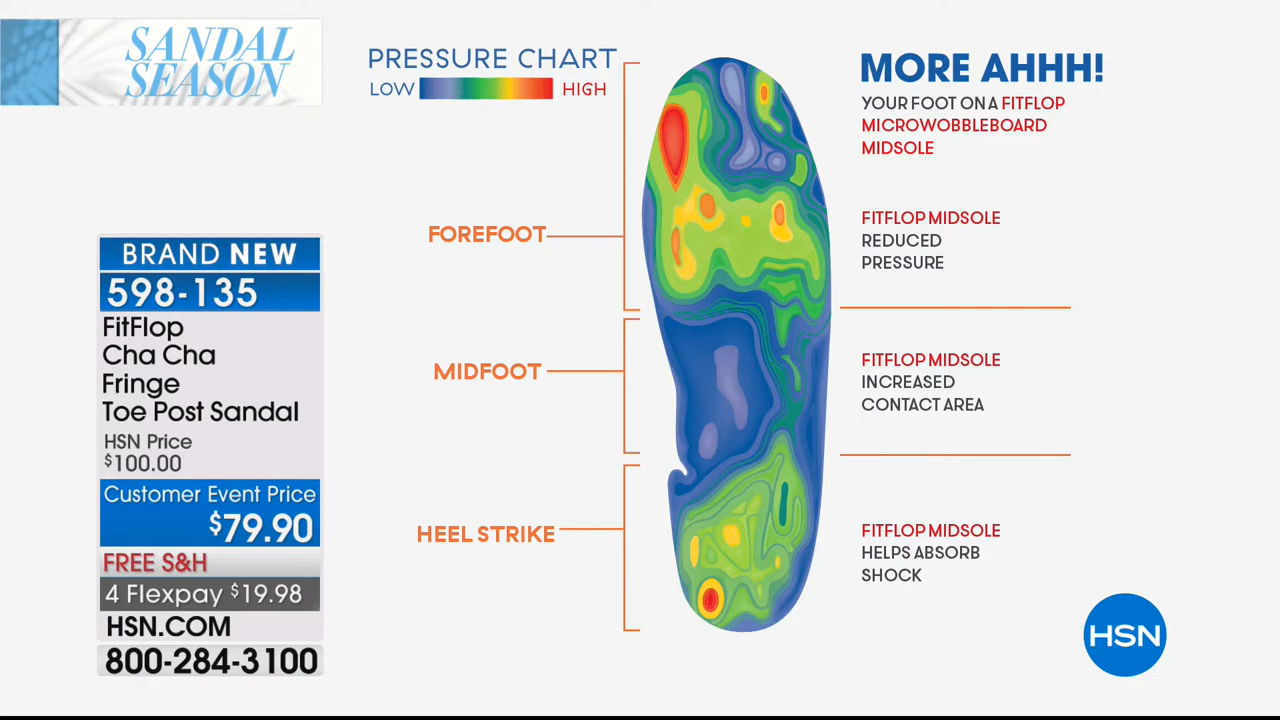 SANDAL
SEASON
PRESSURE CHART
LOW
HIGH
MORE AHHH!
YOUR FOOT ON A FITFLOP
MICROWOBBLEBOARD
MIDSOLE
FOREFOOT
FITFLOP MIDSOLE
REDUCED
PRESSURE
MIDFOOT
FITFLOP MIDSOLE
INCREASED
CONTACT AREA
HEEL STRIKE
FITFLOP MIDSOLE
HELPS ABSORB
SHOCK
BRAND NEW
598-135
FitFlop
Cha Cha
Fringe
Toe Post Sandal
HSN Price
$100.00
Customer Event Price
$79.90
FREE S&H
4 Flexpay $19.98
HSN.COM
800-284-3100
HSN